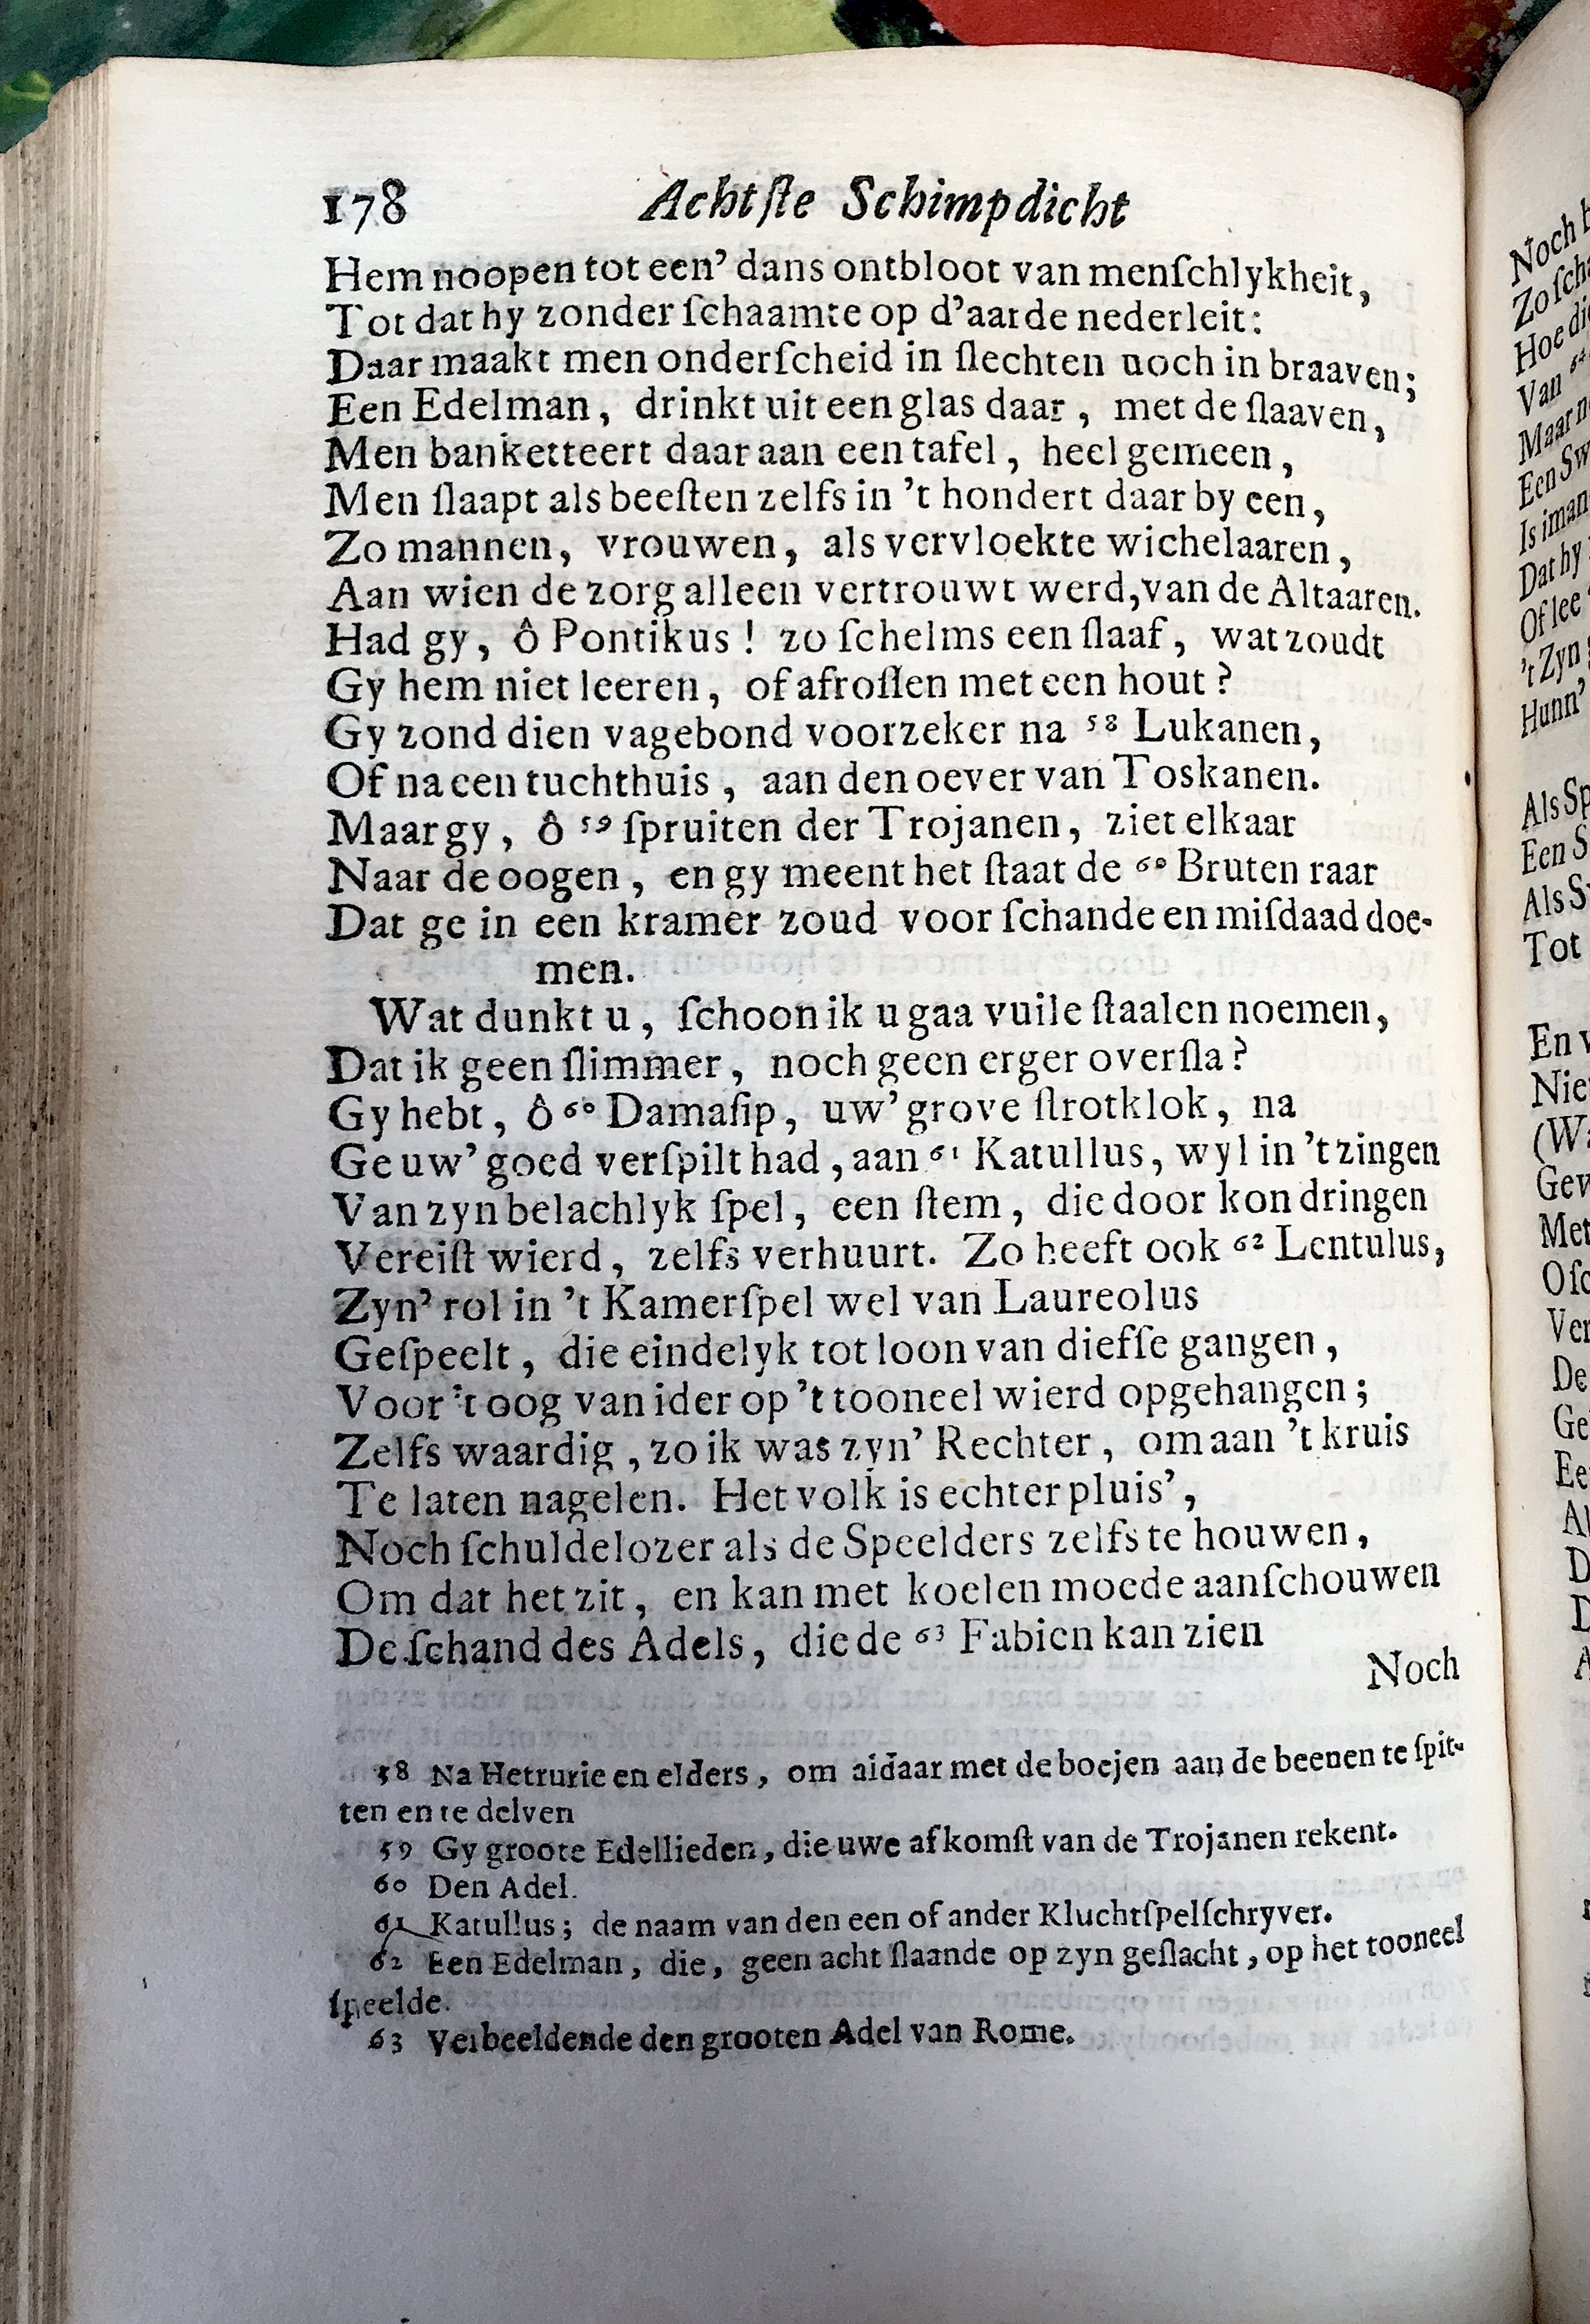 178 Achtſte Schimpdicht
Hem noopen tot een' dans ontbloot van menſchlykheit,
Tot dat hy zonder ſchaamte op d'aarde nederleit:
Daar maakt men onderſcheid in ſlechten noch in braaven;
Een Edelman, drinkt uit een glas daar, met de ſlaaven,
Men banketteert daar aan een tafel, heel gemeen,
Men ſlaapt als beeſten zelfs in 't hondert daar by een,
Zo mannen, vrouwen, als vervloekte wichelaaren,
Aan wien de zorg alleen vertrouwt werd, van de Altaaren.
Had gy, ô Pontikus! zo ſchelms een ſlaaf, wat zoudt
Gy hem niet leeren, of afroſſen met een hout?
Gy zond dien vagebond voorzeker na 58 Lukanen,
Of na een tuchthuis, aan den oever van Toskanen.
Maar gy, ô 59 ſpruiten der Trojanen, ziet elkaar
Naar de oogen, en gy meent het ſtaat de 60 Bruten raar
Dat ge in een kramer zoud voor ſchande en miſdaad doe-
men.
Wat dunkt u, ſchoon ik u gaa vuile ſtaalen noemen,
Dat ik geen ſlimmer, noch geen erger overſla?
Gy hebt, ô 60 Damaſip, uw' grove ſtrotklok, na
Ge uw' goed verſpilt had, aan 61 Katullus, wyl in 't zingen
Van zyn belachlyk ſpel, een ſtem, die door kon dringen
Vereiſt wierd, zelfs verhuurt. Zo heeft ook 62 Lentulus,
Zyn' rol in 't Kamerſpel wel van Laureolus
Geſpeelt, die eindelyk tot loon van diefſe gangen,
Voor 't oog van ider op 't tooneel wierd opgehangen;
Zelfs waardig, zo ik was zyn' Rechter, om aan 't kruis
Te laten nagelen. Het volk is echter pluis',
Noch ſchuldelozer als de Speelders zelfs te houwen,
Om dat het zit, en kan met koelen moede aanſchouwen
De ſchand des Adels, die de 63 Fabien kan zien
Noch
58 Na Hetrurie en elders, om aldaar met de boejen aan de beenen te ſpit-
ten en te delven
59 Gy groote Edellieden, die uwe afkomſt van de Trojanen rekent.
60 Den Adel.
61 Katullus; de naam van den een of ander Kluchtſpelſchryver.
62 Een Edelman, die, geen acht ſlaande op zyn geſlacht, op het tooneel
ſpeelde.
63 Verbeeldende den grooten Adel van Rome.